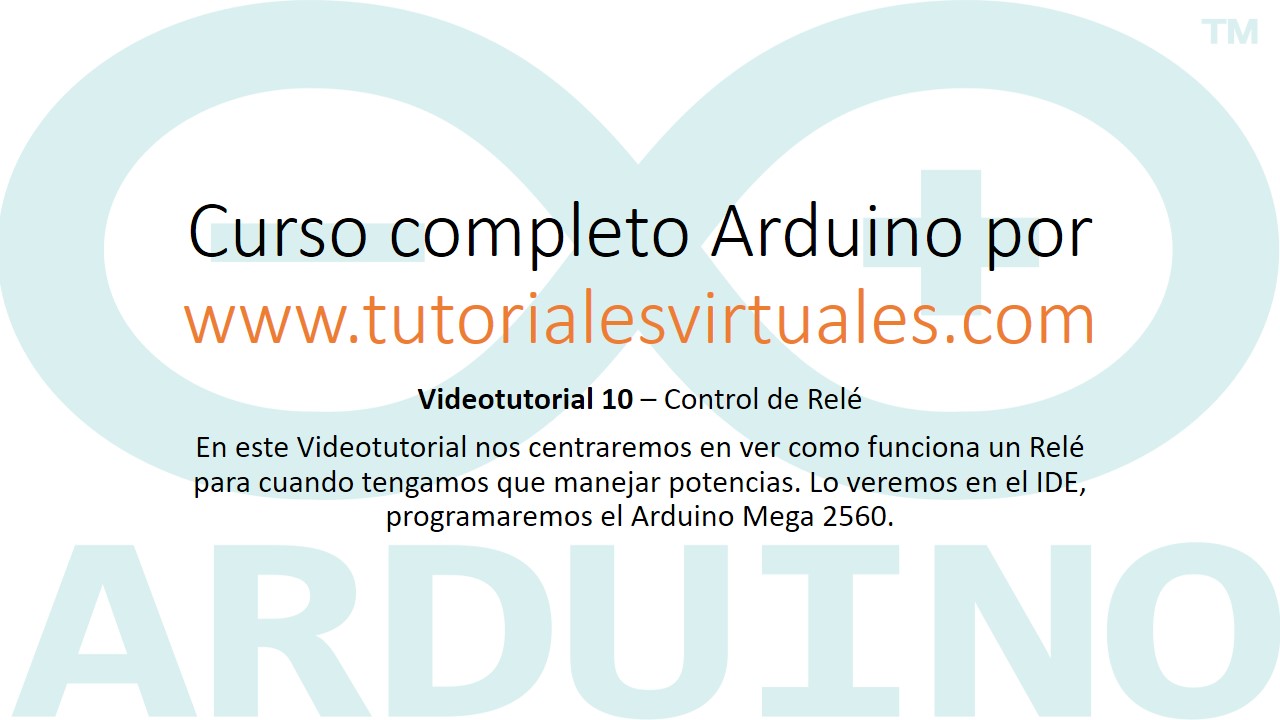 TM
Curso completo Arduino por
www.tutorialesvirtuales.com
Videotutorial 10 – Control de Relé
En este Videotutorial nos centraremos en ver como funciona un Relé
para cuando tengamos que manejar potencias. Lo veremos en el IDE,
programaremos el Arduino Mega 2560.
ARDUINO